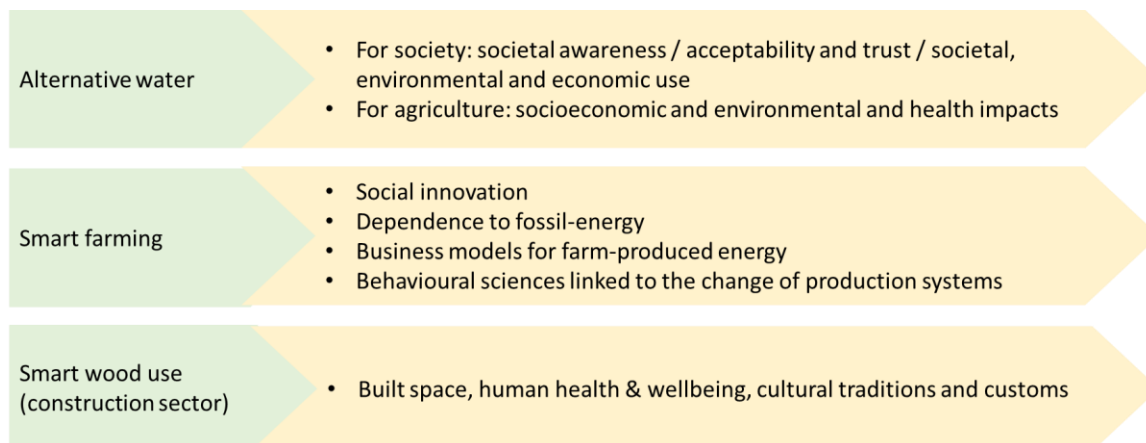 Alternative water
• For society: societal awareness / acceptability and trust / societal,
environmental and economic use
• For agriculture: socioeconomic and environmental and health impacts
Smart farming
• Social innovation
• Dependence to fossil-energy
• Business models for farm-produced energy
• Behavioural sciences linked to the change of production systems
Smart wood use
(construction sector)
• Built space, human health & wellbeing, cultural traditions and customs